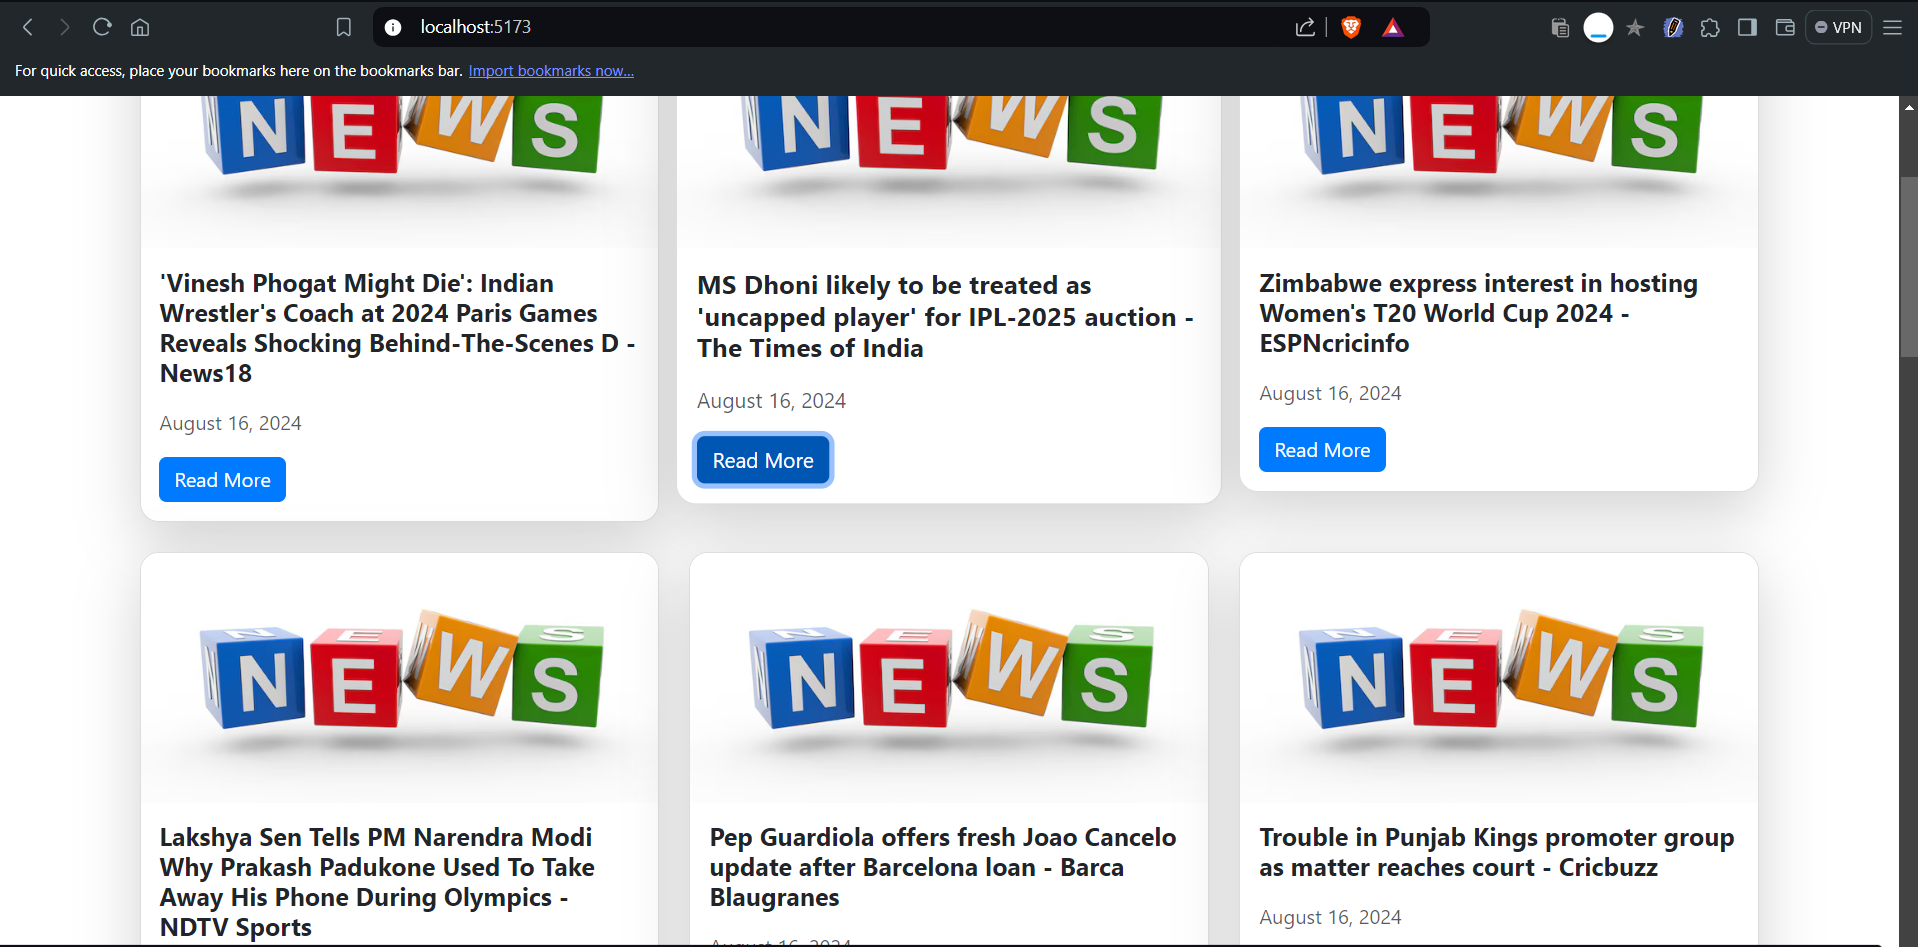 localhost:5173
VPN
For quick access, place your bookmarks here on the bookmarks bar. Import bookmarks now...
NEWS
NEWS
NEWS
'Vinesh Phogat Might Die': Indian
Wrestler's Coach at 2024 Paris Games
Reveals Shocking Behind-The-Scenes D -
News18
August 16, 2024
Read More
MS Dhoni likely to be treated as
'uncapped player' for IPL-2025 auction -
The Times of India
August 16, 2024
Read More
Zimbabwe express interest in hosting
Women's T20 World Cup 2024 -
ESPNcricinfo
August 16, 2024
Read More
NEWS
NEWS
NEWS
Lakshya Sen Tells PM Narendra Modi
Why Prakash Padukone Used To Take
Away His Phone During Olympics -
NDTV Sports
Pep Guardiola offers fresh Joao Cancelo
update after Barcelona loan - Barca
Blaugranes
August 16, 2024
Trouble in Punjab Kings promoter group
as matter reaches court - Cricbuzz
August 16, 2024